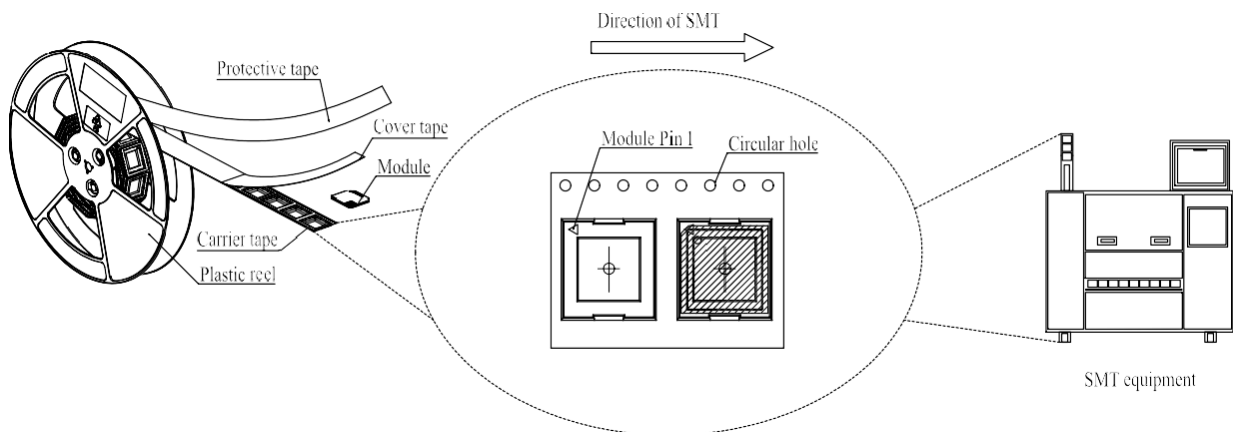 Direction of SMT
Protective tape
Cover tape
Module
Carrier tape
Plastic reel
Module Pin 1
Circular hole
SMT equipment